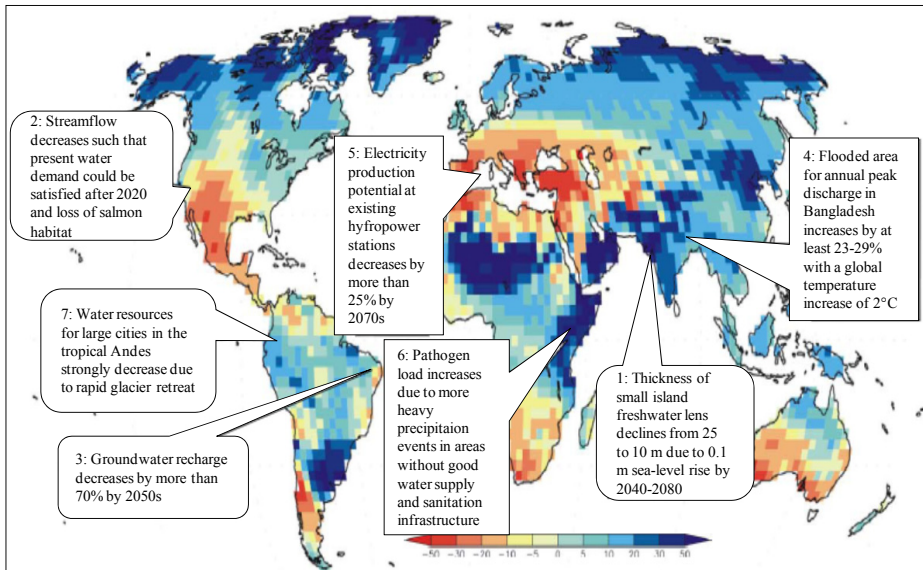 2: Streamflow
decreases such that
present water
demand could be
satisfied after 2020
and loss of salmon
habitat
5: Electricity
production
potential at
existing
hyfropower
stations
decreases by
more than
25% by
2070s
4: Flooded area
for annual peak
discharge in
Bangladesh
increases by at
least 23-29%
with a global
temperature
increase of 2°C
7: Water resources
for large cities in the
tropical Andes
strongly decrease due
to rapid glacier retreat
6: Pathogen
load increases
due to more
heavy
precipitaion
events in areas
without good
water supply
and sanitation
infrastructure
1: Thickness of
small island
freshwater lens
declines from 25
to 10 m due to 0.1
m sea-level rise by
2040-2080
3: Groundwater recharge
decreases by more than
70% by 2050s
-50 -30 -20 -10 -5 0 5 10 20 30 50